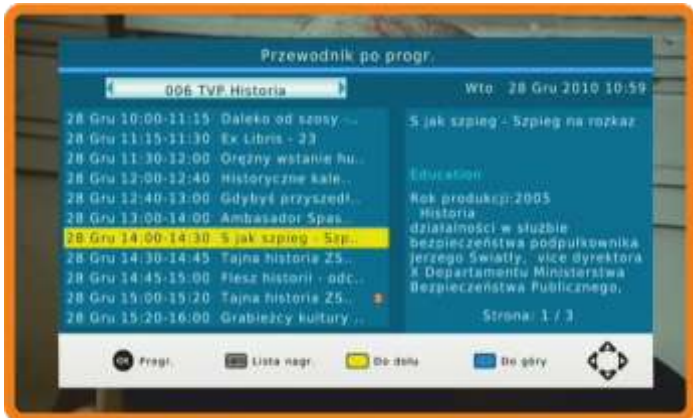 Przewodnik po progr.
006 TVP Historia
Wto 28 Gru 2010 10:59
28 Gru 10:00-11:15 Daleko od szosy -..
28 Gru 11:15-11:30 Ex Libris - 23
28 Gru 11:30-12:00 Orężny wstanie hu..
28 Gru 12:00-12:40 Historyczne kale..
28 Gru 12:40-13:00 Gdybyś przyszedł..
28 Gru 13:00-14:00 Ambasador Spas..
28 Gru 14:00-14:30 S jak szpieg - Szp..
28 Gru 14:30-14:45 Tajna historia ZS..
28 Gru 14:45-15:00 Flesz historii - odc..
28 Gru 15:00-15:20 Tajna historia ZS..
28 Gru 15:20-16:00 Grabieżcy kultury ..
S jak szpieg - Szpieg na rozkaz
Education
Rok produkcji:2005
Historia
działalności w służbie
bezpieczeństwa podpułkownika
Jerzego Światły, vice dyrektora
X Departamentu Ministerstwa
Bezpieczeństwa Publicznego,
Strona: 1 / 3
OK Progr.
Lista nagr.
Do dołu
Do góry